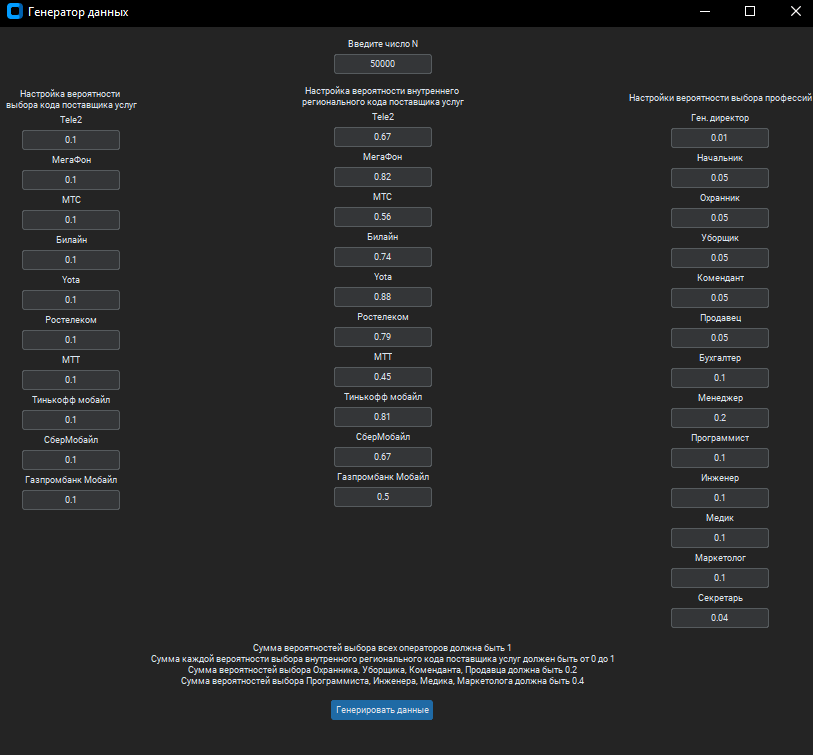 Генератор данных
Введите число N
50000
Настройка вероятности
выбора кода поставщика услуг
Tele2
0.1
МегаФон
0.1
МТС
0.1
Билайн
0.1
Yota
0.1
Ростелеком
0.1
МТТ
0.1
Тинькофф мобайл
0.1
СберМобайл
0.1
Газпромбанк Мобайл
0.1
Настройка вероятности внутреннего
регионального кода поставщика услуг
Tele2
0.67
МегаФон
0.82
МТС
0.56
Билайн
0.74
Yota
0.88
Ростелеком
0.79
МТТ
0.45
Тинькофф мобайл
0.81
СберМобайл
0.67
Газпромбанк Мобайл
0.5
Настройки вероятности выбора профессий
Ген. директор
0.01
Начальник
0.05
Охранник
0.05
Уборщик
0.05
Комендант
0.05
Продавец
0.05
Бухгалтер
0.1
Менеджер
0.2
Программист
0.1
Инженер
0.1
Медик
0.1
Маркетолог
0.1
Секретарь
0.04
Сумма вероятностей выбора всех операторов должна быть 1
Сумма каждой вероятности выбора внутренного регионального кода поставщика услуг должен быть от 0 до 1
Сумма вероятностей выбора Охранника, Уборщика, Коменданта, Продавца должна быть 0.2
Сумма вероятностей выбора Программиста, Инженера, Медика, Маркетолога должна быть 0.4
Генерировать данные